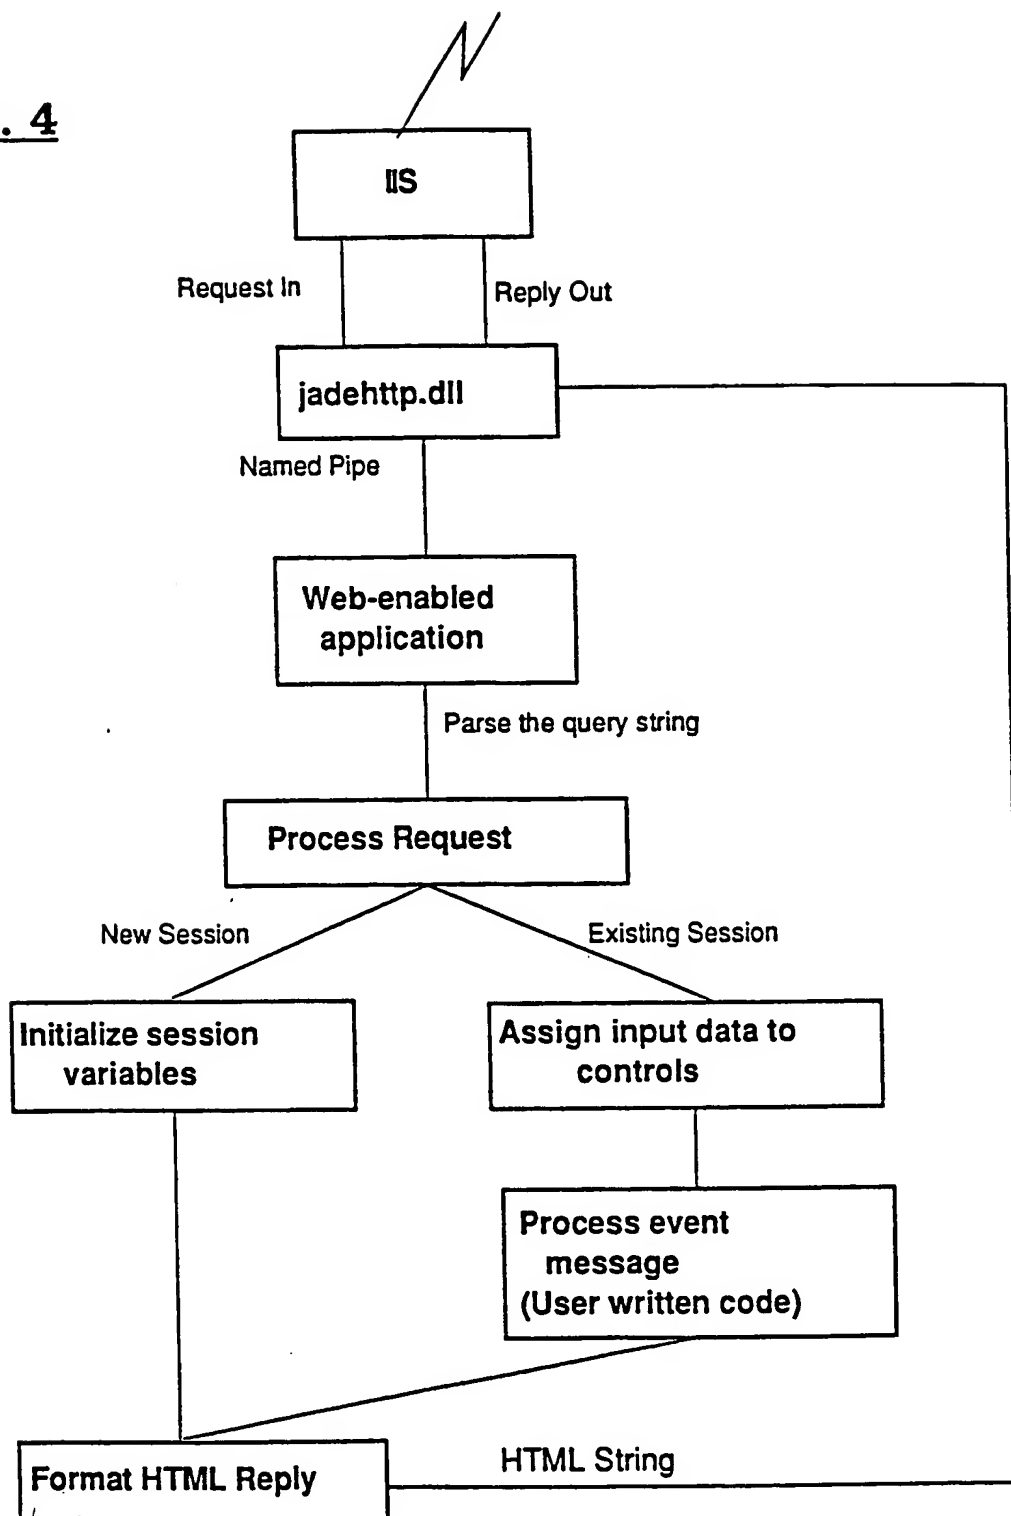 . 4
IIS
Request In
Reply Out
jadehttp.dll
Named Pipe
Web-enabled
application
Parse the query string
Process Request
New Session
Existing Session
Initialize session
variables
Assign input data to
controls
Process event
message
(User written code)
HTML String
Format HTML Reply